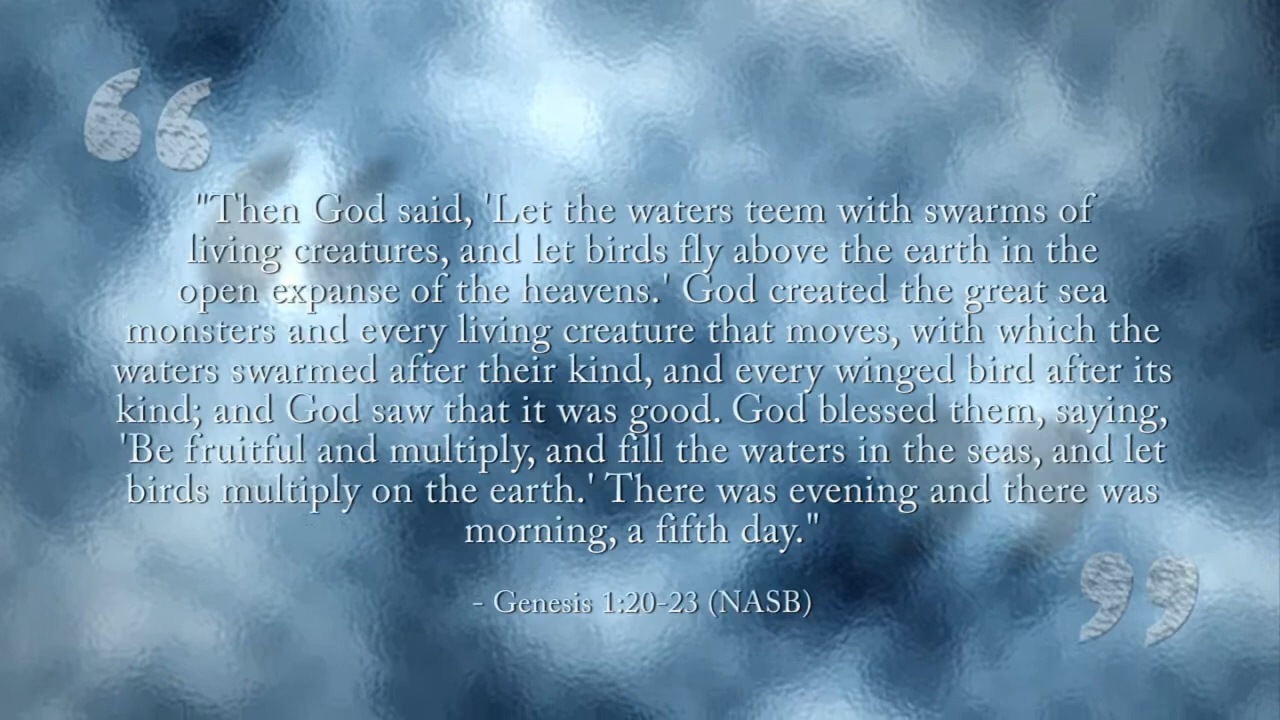 "Then God said, 'Let the waters teem with swarms of
living creatures, and let birds fly above the earth in the
open expanse of the heavens.' God created the great sea
monsters and every living creature that moves, with which the
waters swarmed after their kind, and every winged bird after its
kind; and God saw that it was good. God blessed them, saying,
'Be fruitful and multiply, and fill the waters in the seas, and let
birds multiply on the earth.' There was evening and there was
morning, a fifth day."
- Genesis 1:20-23 (NASB)